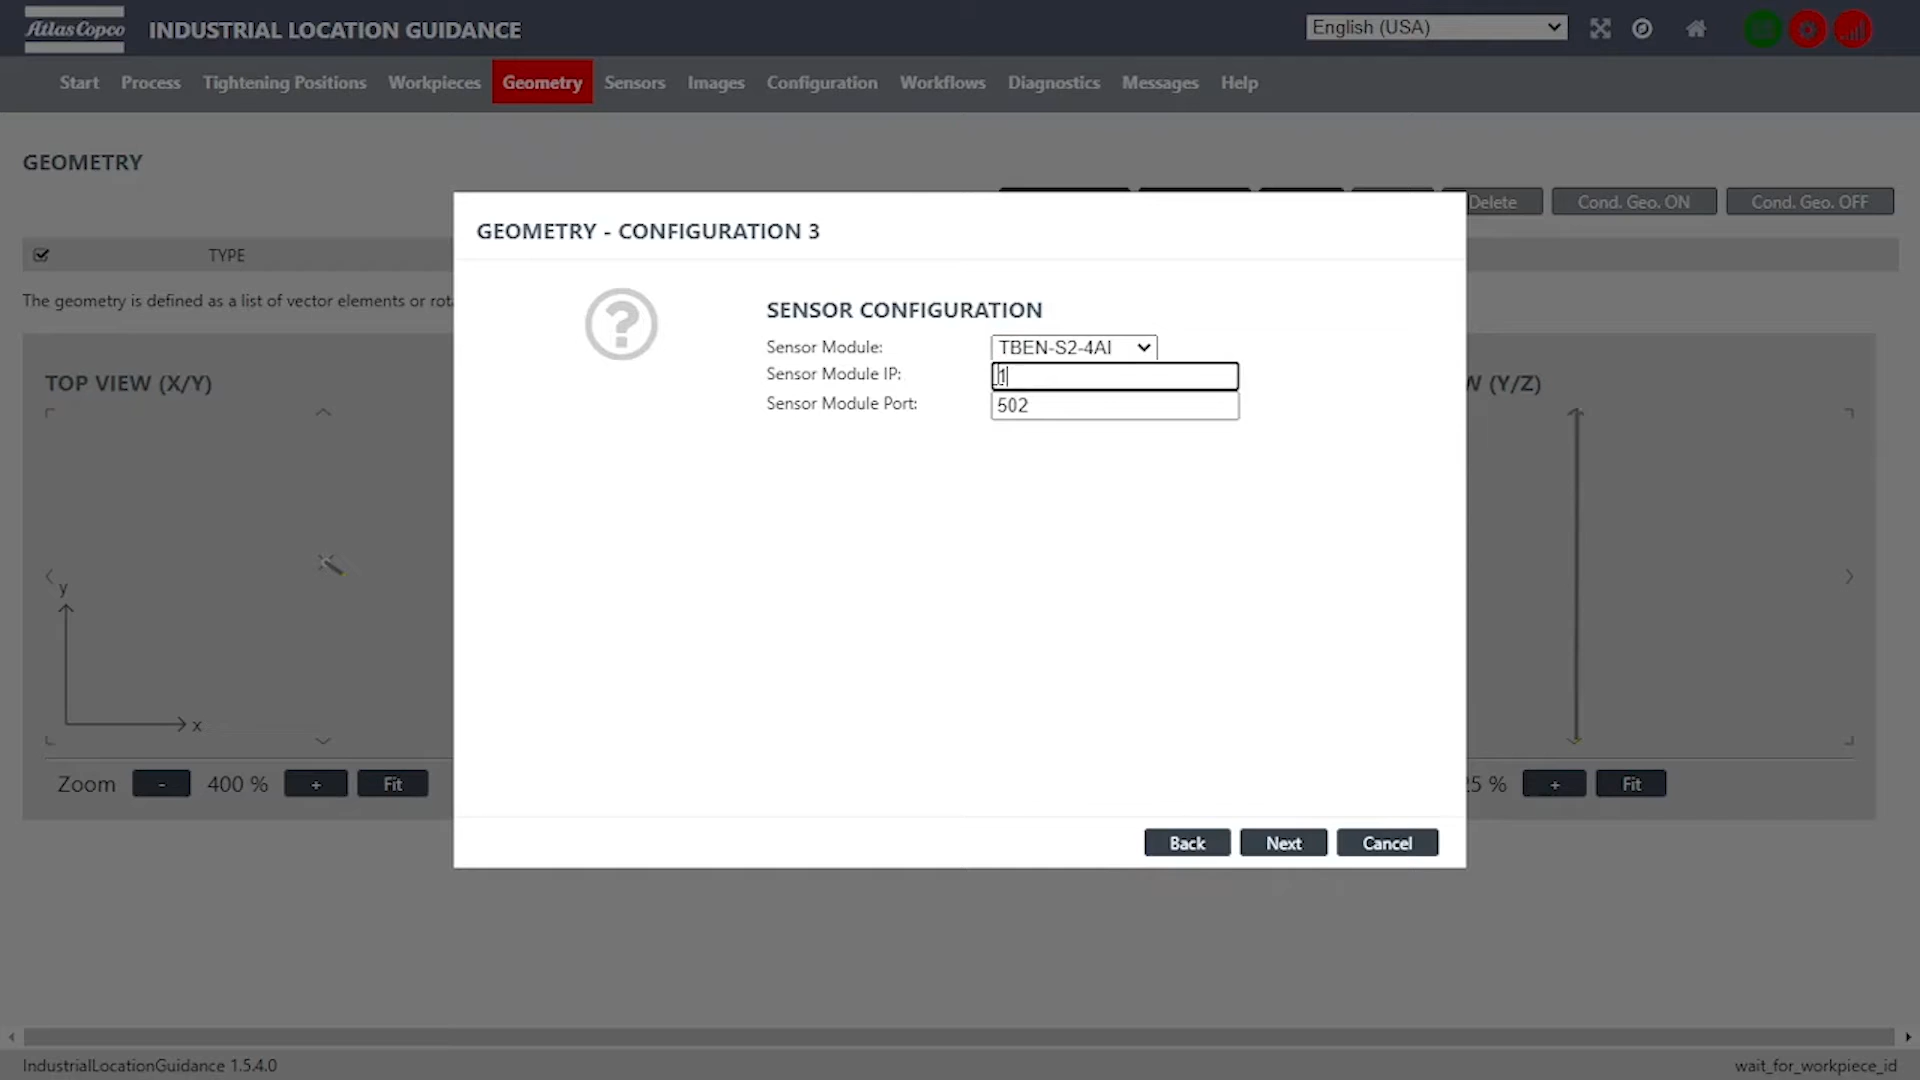 Atlas Copco
INDUSTRIAL LOCATION GUIDANCE
English (USA)
Start Process Tightening Positions Workpieces Geometry Sensors Images Configuration Workflows Diagnostics Messages Help
GEOMETRY
Delete Cond. Geo. ON Cond. Geo. OFF
TYPE
The geometry is defined as a list of vector elements or
GEOMETRY - CONFIGURATION 3
SENSOR CONFIGURATION
Sensor Module: TBEN-S2-4AI
Sensor Module IP: 1
Sensor Module Port: 502
TOP VIEW (X/Y)
(Y/Z)
y
x
Zoom - 400 % + Fit
% + Fit
Back Next Cancel
IndustrialLocationGuidance 1.5.4.0
wait_for_workpiece_id